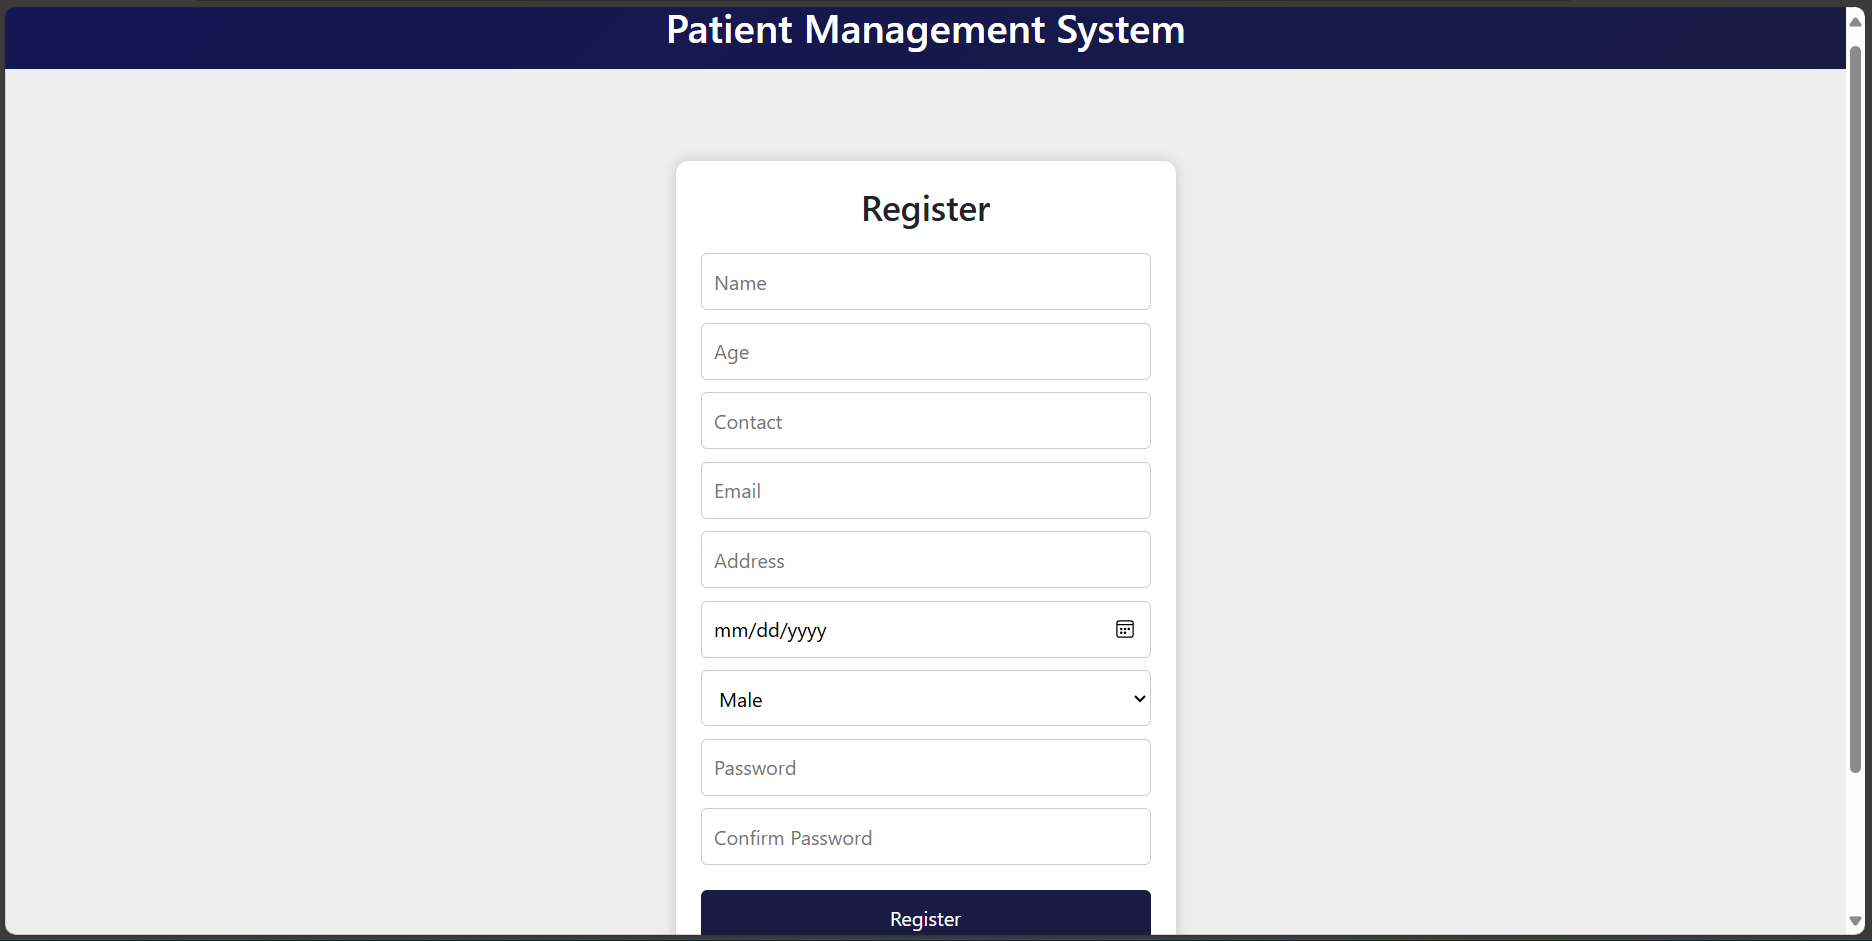 Patient Management System
Register
Name
Age
Contact
Email
Address
mm/dd/yyyy
Male
Password
Confirm Password
Register